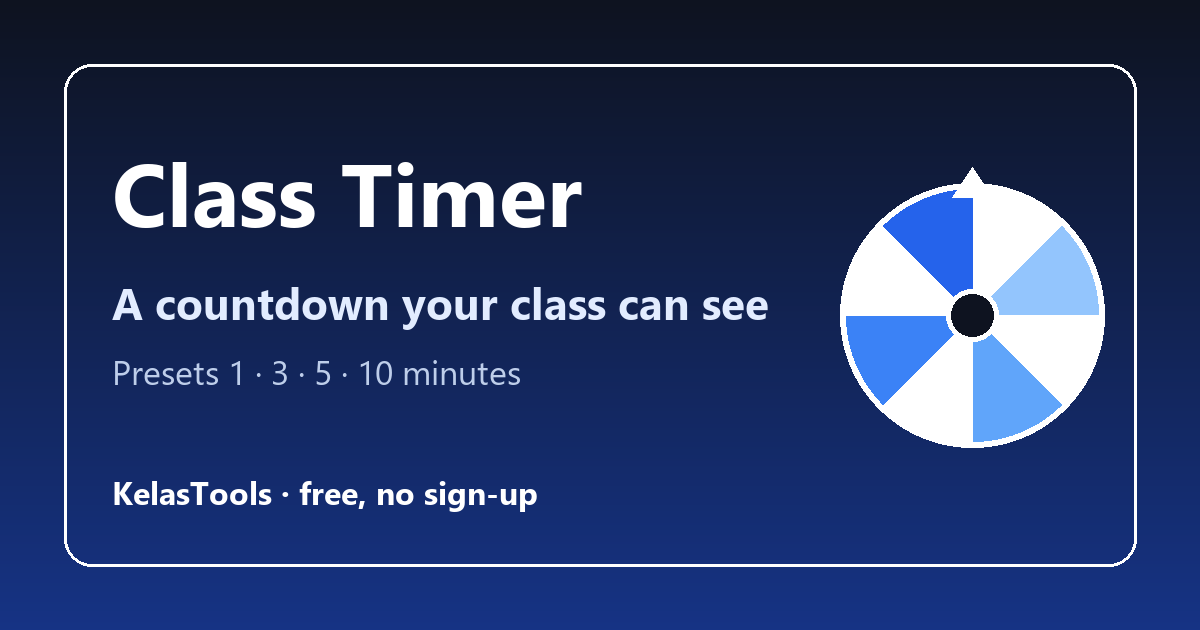 Class Timer
A countdown your class can see
Presets 1 · 3 · 5 · 10 minutes
KelasTools · free, no sign-up